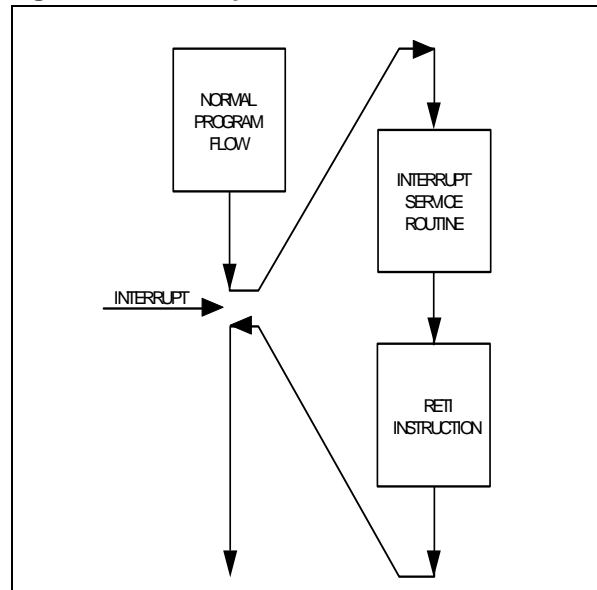 NORMAL
PROGRAM
FLOW
INTERRUPT
SERVICE
ROUTINE
INTERRUPT
RETI
INSTRUCTION